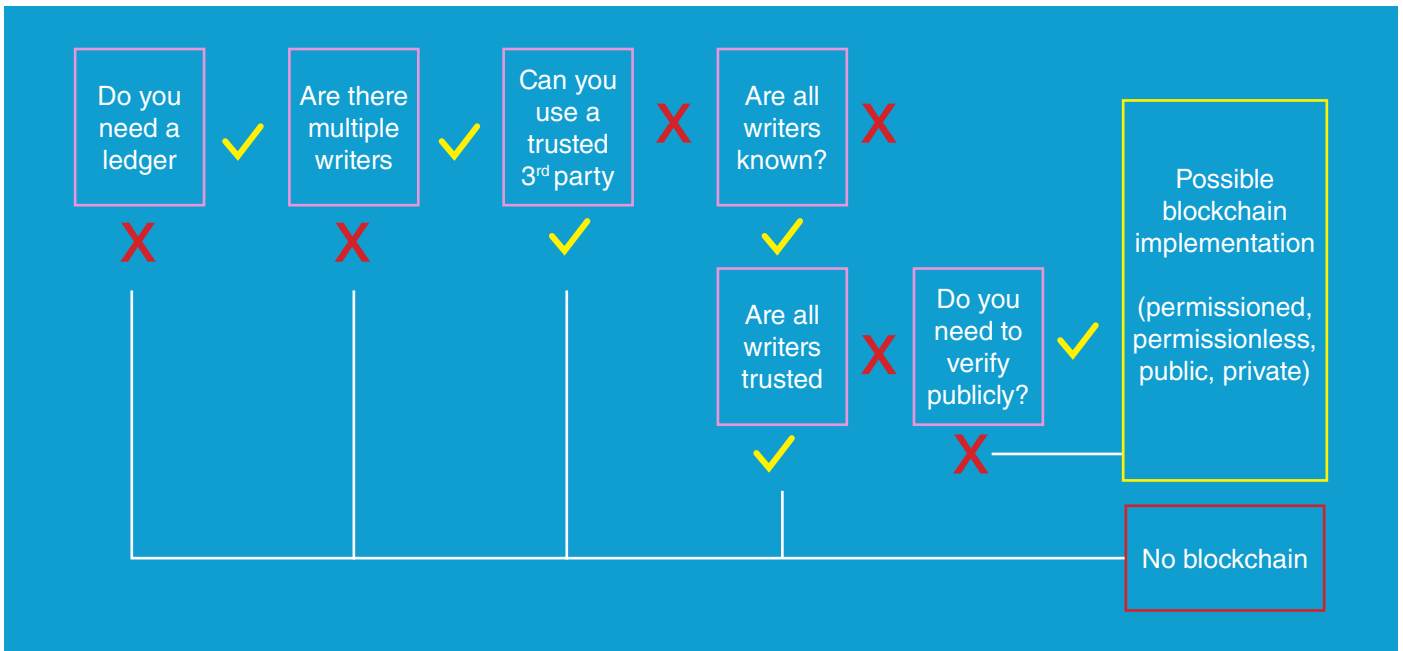 Do you
need a
ledger
Are there
multiple
writers
Can you
use a
trusted
3rd party
Are all
writers
known?
Are all
writers
trusted
Do you
need to
verify
publicly?
Possible
blockchain
implementation
(permissioned,
permissionless,
public, private)
No blockchain